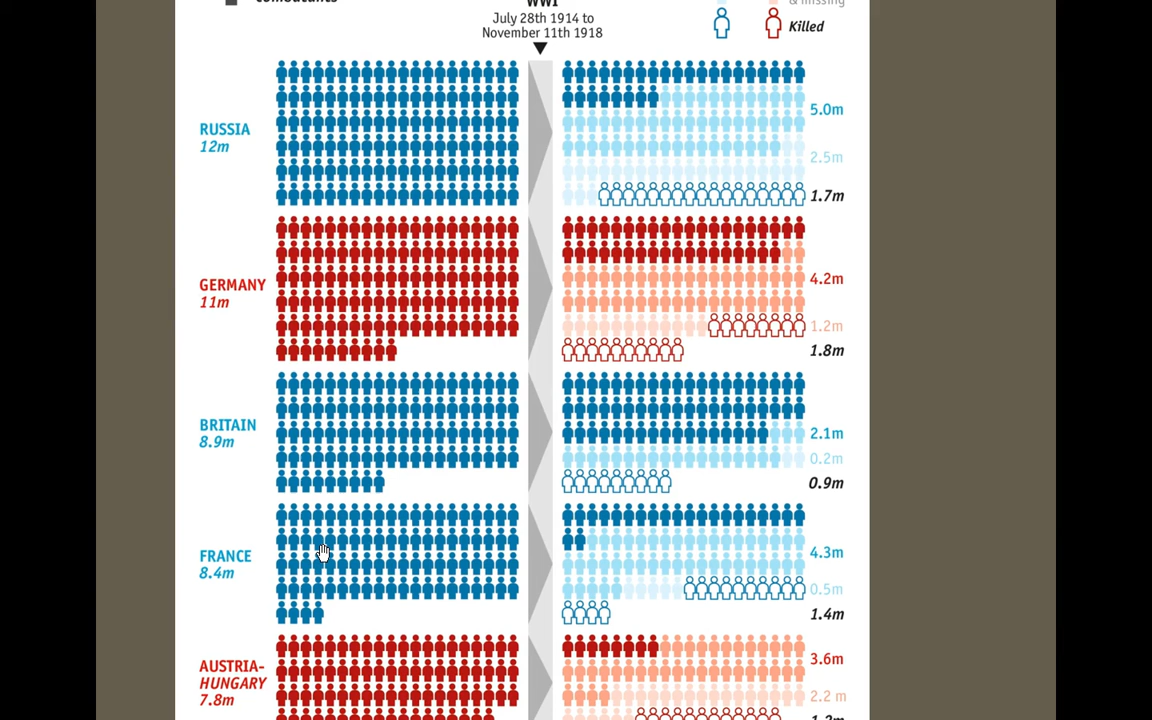 Combatants
WWI
& missing
July 28th 1914 to
November 11th 1918
Killed
RUSSIA
12m
5.0m
2.5m
1.7m
GERMANY
11m
4.2m
1.2m
1.8m
BRITAIN
8.9m
2.1m
0.2m
0.9m
FRANCE
8.4m
4.3m
0.5m
1.4m
AUSTRIA-
HUNGARY
7.8m
3.6m
2.2 m